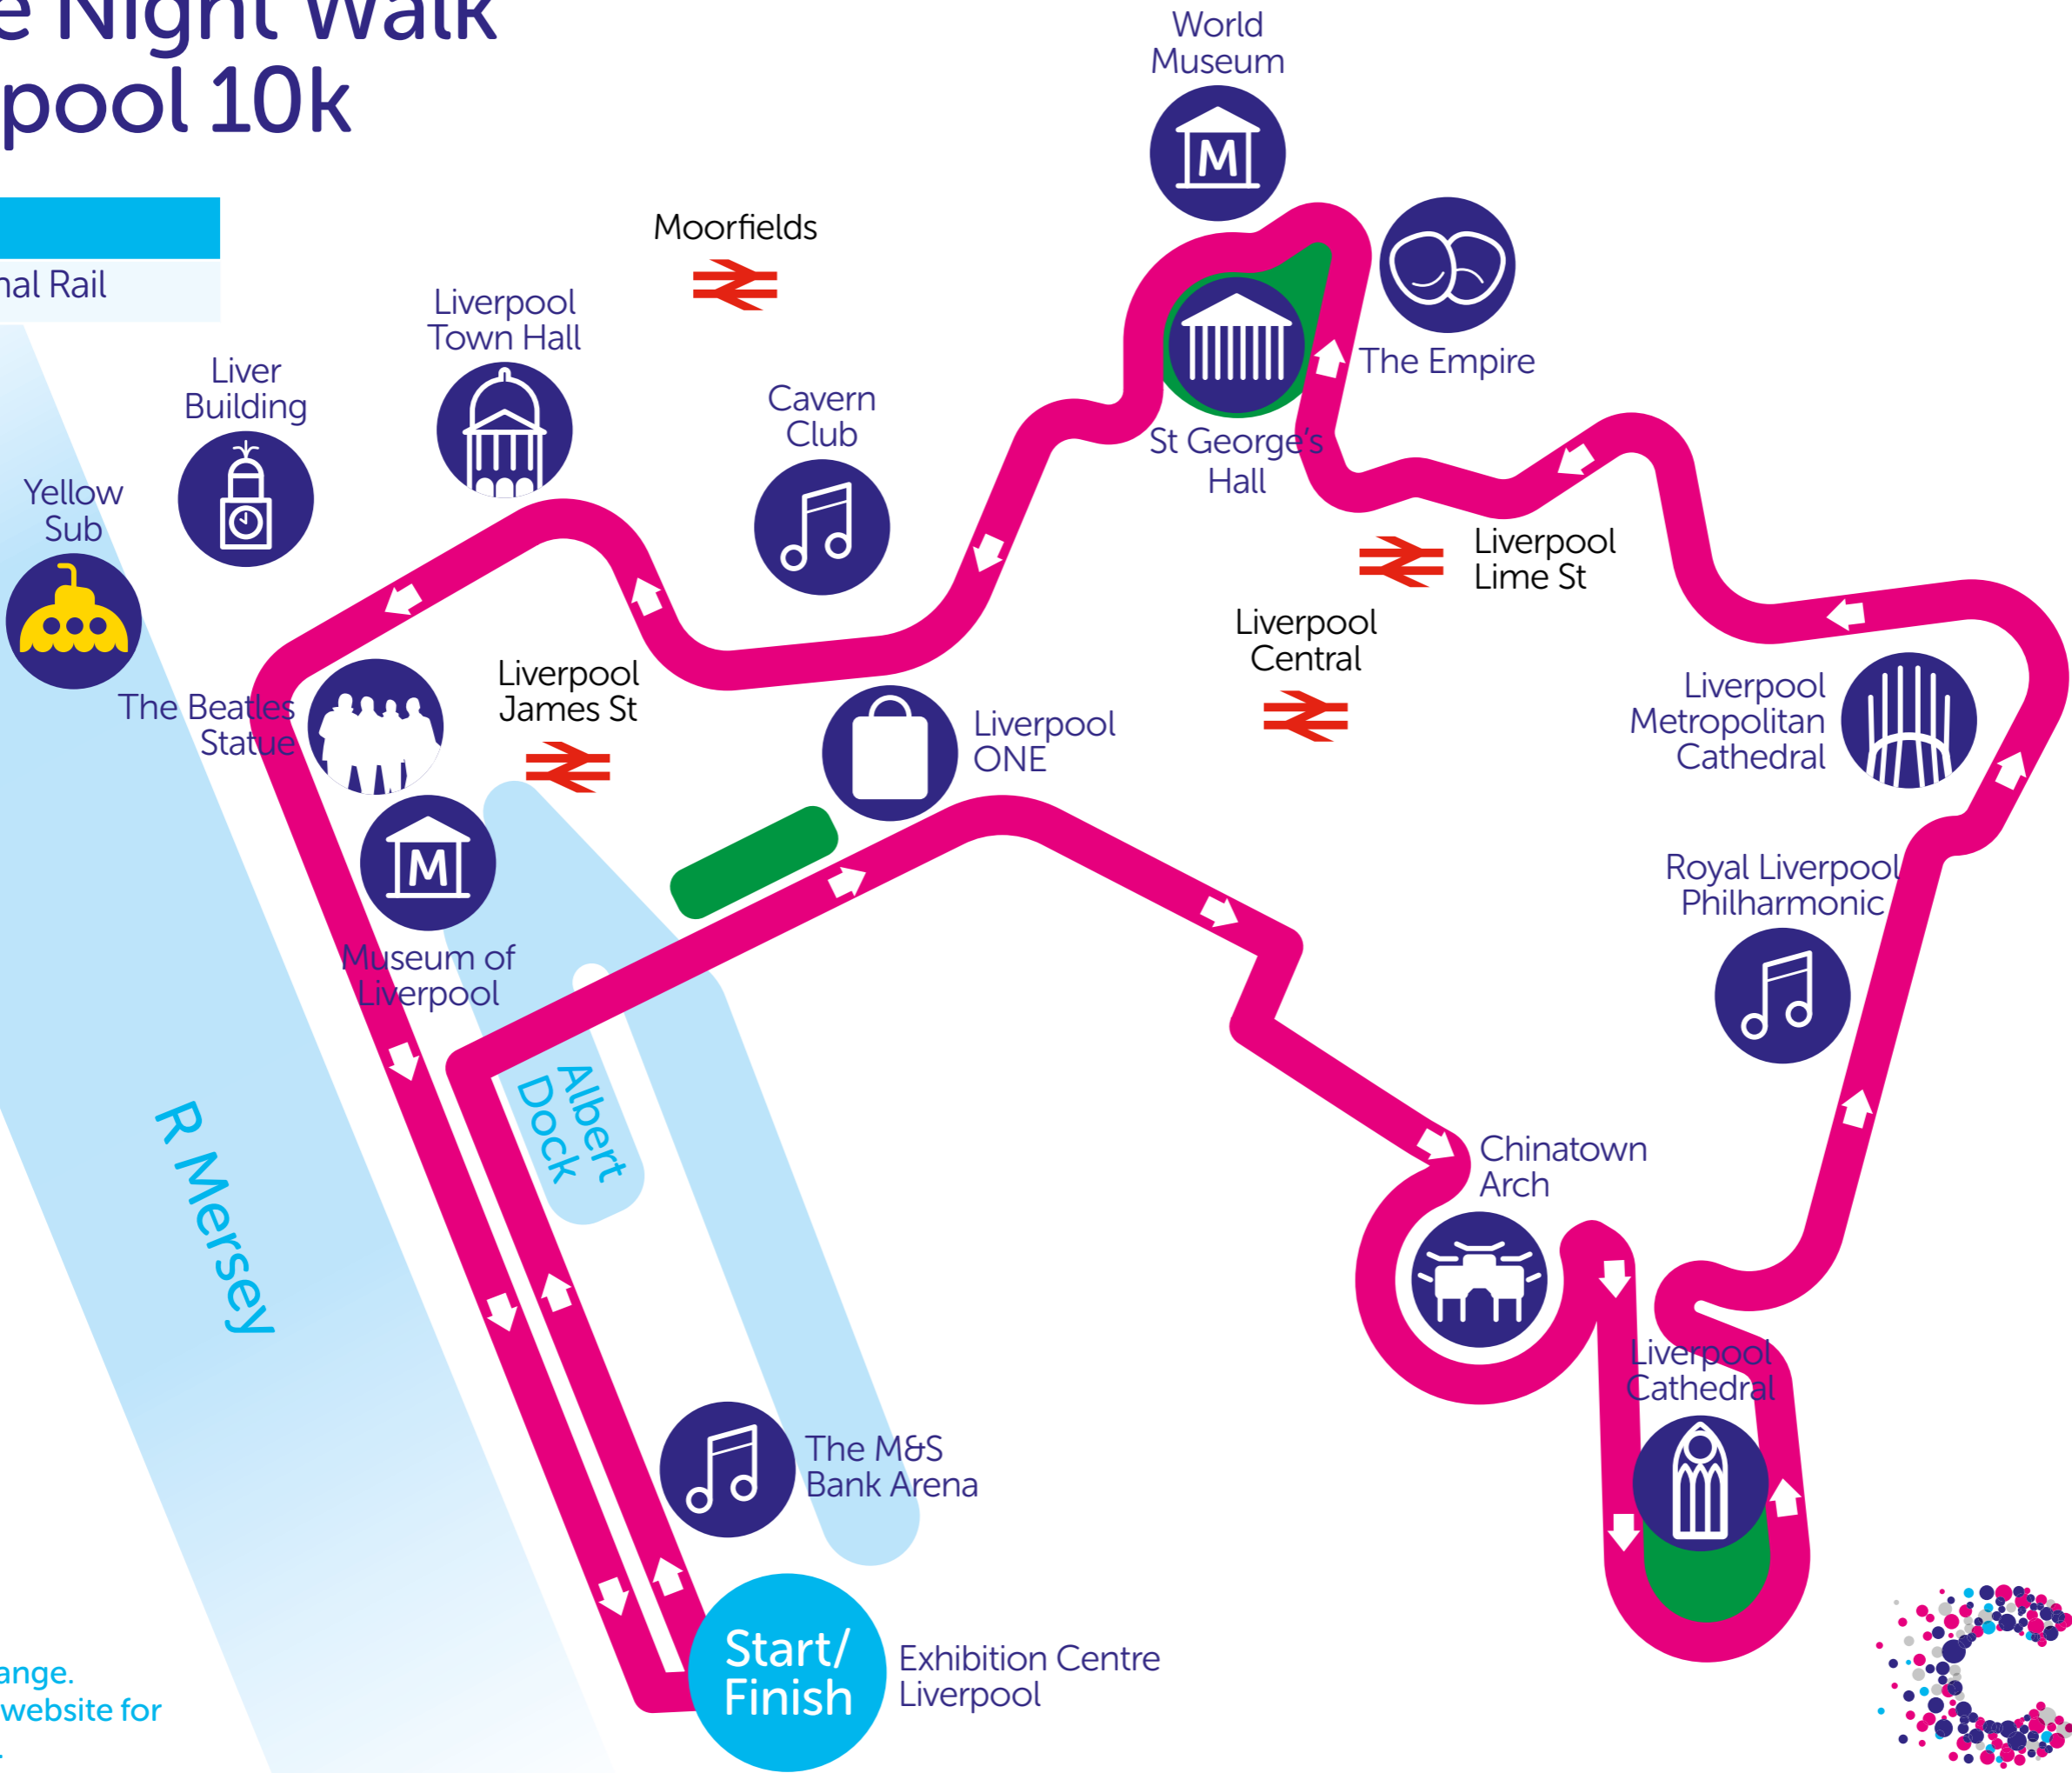 e Night Walk
pool 10k
nal Rail
World
Museum
Moorfields
The Empire
Liverpool
Town Hall
Liver
Building
Cavern
Club
St George's
Hall
Yellow
Sub
Liverpool
Lime St
Liverpool
Central
Liverpool
James St
The Beatles
Statue
Liverpool
ONE
Liverpool
Metropolitan
Cathedral
M
M
Royal Liverpool
Philharmonic
Museum of
Liverpool
Albert
Dock
R Mersey
Chinatown
Arch
Liverpool
Cathedral
The M&S
Bank Arena
Start/
Finish
Exhibition Centre
Liverpool
ange.
website for
.